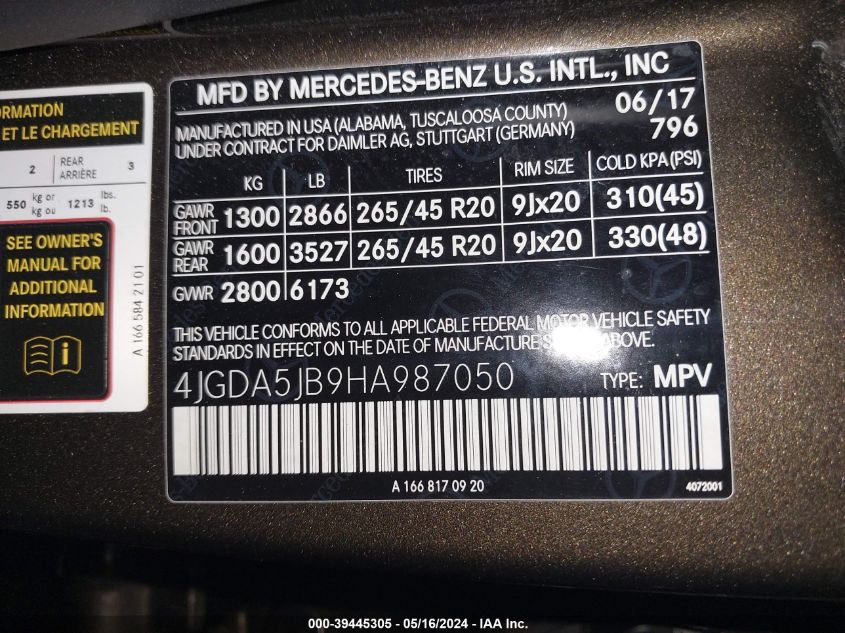 ORMATION
ET LE CHARGEMENT
2 REAR ARRIÈRE 3
550 kg or kg ou 1213 lbs. lb.
SEE OWNER'S
MANUAL FOR
ADDITIONAL
INFORMATION
A 166 584 21 01
MFD BY MERCEDES-BENZ U.S. INTL., INC
MANUFACTURED IN USA (ALABAMA, TUSCALOOSA COUNTY) 06/17
UNDER CONTRACT FOR DAIMLER AG, STUTTGART (GERMANY) 796
KG LB TIRES RIM SIZE COLD KPA(PSI)
GAWR FRONT 1300 2866 265/45 R20 9Jx20 310(45)
GAWR REAR 1600 3527 265/45 R20 9Jx20 330(48)
GVWR 2800 6173
THIS VEHICLE CONFORMS TO ALL APPLICABLE FEDERAL MOTOR VEHICLE SAFETY
STANDARDS IN EFFECT ON THE DATE OF MANUFACTURE SHOWN ABOVE.
4JGDA5JB9HA987050 TYPE: MPV
A 166 817 09 20
4072001
000-39445305 - 05/16/2024 - IAA Inc.